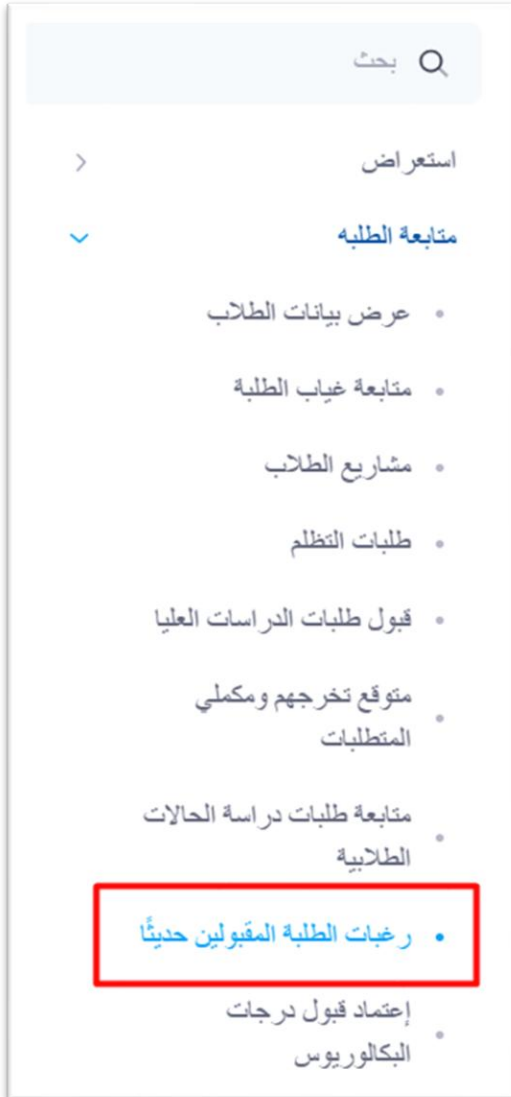 بحث
استعراض
متابعة الطلبه
عرض بيانات الطلاب
متابعة غياب الطلبة
مشاريع الطلاب
طلبات التظلم
قبول طلبات الدراسات العليا
متوقع تخرجهم ومكملي
المتطلبات
متابعة طلبات دراسة الحالات
الطلابية
رغبات الطلبة المقبولين حديثًا
إعتماد قبول درجات
البكالوريوس